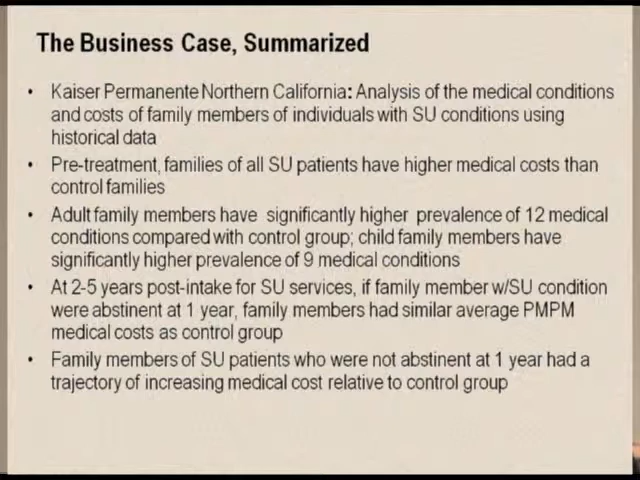 The Business Case, Summarized
• Kaiser Permanente Northern California: Analysis of the medical conditions
and costs of family members of individuals with SU conditions using
historical data
• Pre-treatment, families of all SU patients have higher medical costs than
control families
• Adult family members have significantly higher prevalence of 12 medical
conditions compared with control group; child family members have
significantly higher prevalence of 9 medical conditions
• At 2-5 years post-intake for SU services, if family member w/SU condition
were abstinent at 1 year, family members had similar average PMPM
medical costs as control group
• Family members of SU patients who were not abstinent at 1 year had a
trajectory of increasing medical cost relative to control group